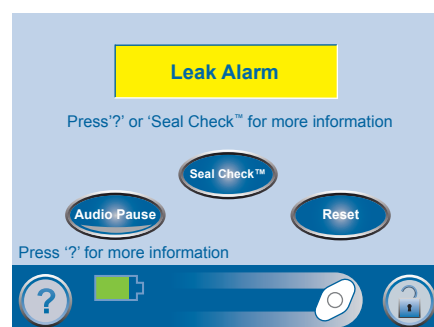 Leak Alarm
Press'?' or 'Seal Check™ for more information
Seal Check™
Audio Pause
Reset
Press '?' for more information
?